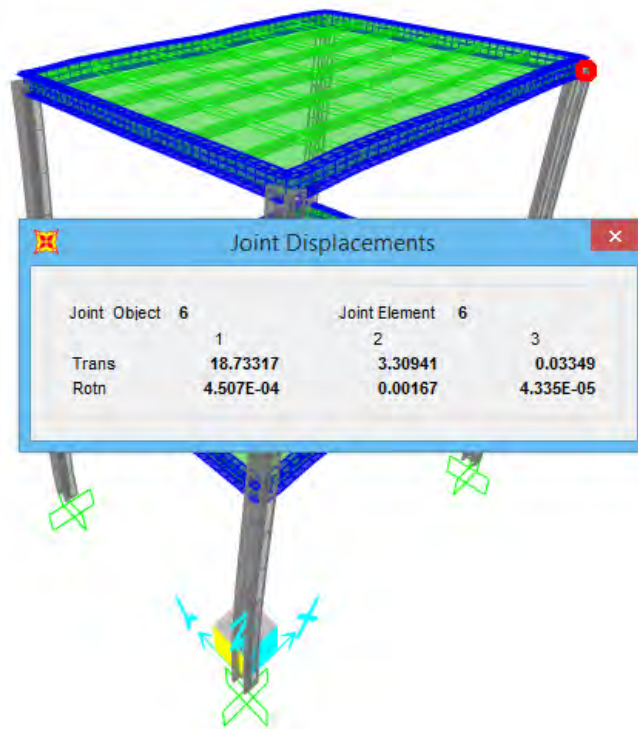 Joint Displacements
Joint Object 6 Joint Element 6
1 2 3
Trans 18.73317 3.30941 0.03349
Rotn 4.507E-04 0.00167 4.335E-05
Y Z X